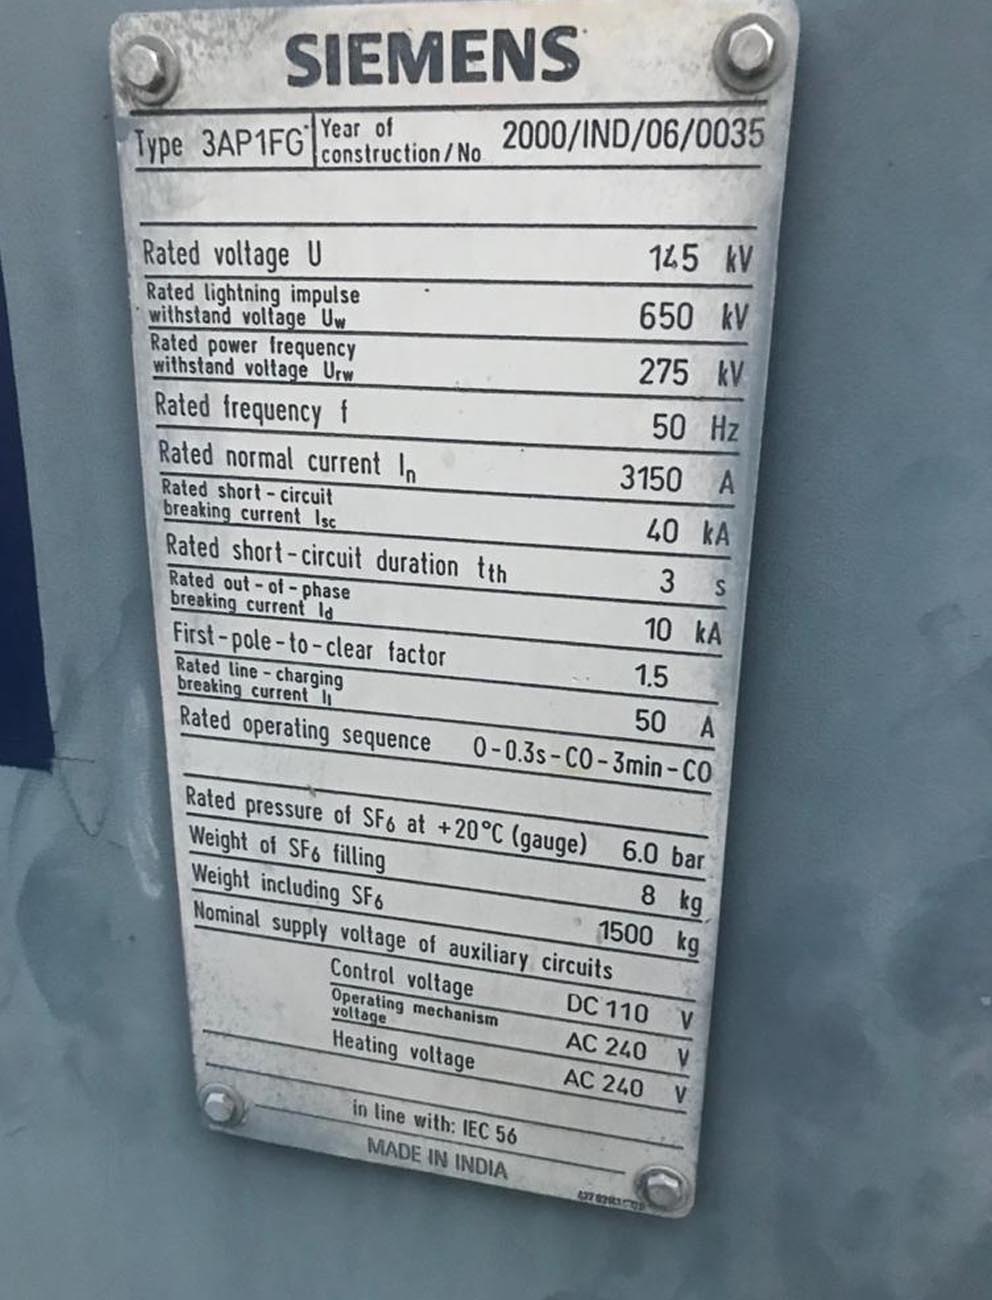 SIEMENS
Type 3AP1FG Year of construction/No 2000/IND/06/0035
Rated voltage U 145 kV
Rated lightning impulse
withstand voltage Uw 650 kV
Rated power frequency
withstand voltage Urw 275 kV
Rated frequency f 50 Hz
Rated normal current In 3150 A
Rated short-circuit
breaking current Isc 40 kA
Rated short-circuit duration tth 3 s
Rated out-of-phase
breaking current Id 10 kA
First-pole-to-clear factor 1.5
Rated line-charging
breaking current Il 50 A
Rated operating sequence O-0.3s-CO-3min-CO
Rated pressure of SF6 at +20°C (gauge) 6.0 bar
Weight of SF6 filling 8 kg
Weight including SF6 1500 kg
Nominal supply voltage of auxiliary circuits
Control voltage DC 110 V
Operating mechanism
voltage AC 240 V
Heating voltage AC 240 V
in line with: IEC 56
MADE IN INDIA